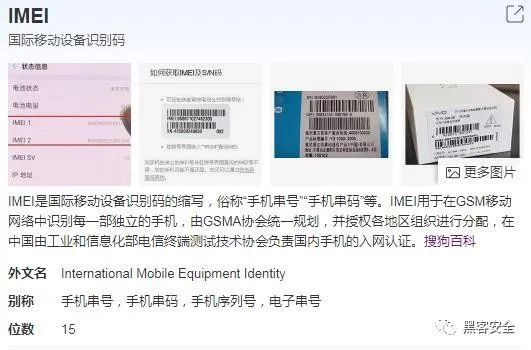 IMEI
国际移动设备识别码
状态信息
电池状态
电池电量
IMEI 1
IMEI 2
IMEI SV
IP 地址
如何获取IMEI及S/N码
更多图片
IMEI是国际移动设备识别码的缩写，俗称“手机串号”“手机串码”等。IMEI用于在GSM移动
网络中识别每一部独立的手机，由GSMA协会统一规划，并授权各地区组织进行分配，在
中国由工业和信息化部电信终端测试技术协会负责国内手机的入网认证。搜狗百科
外文名 International Mobile Equipment Identity
别称 手机串号，手机串码，手机序列号，电子串号
位数 15
黑客安全